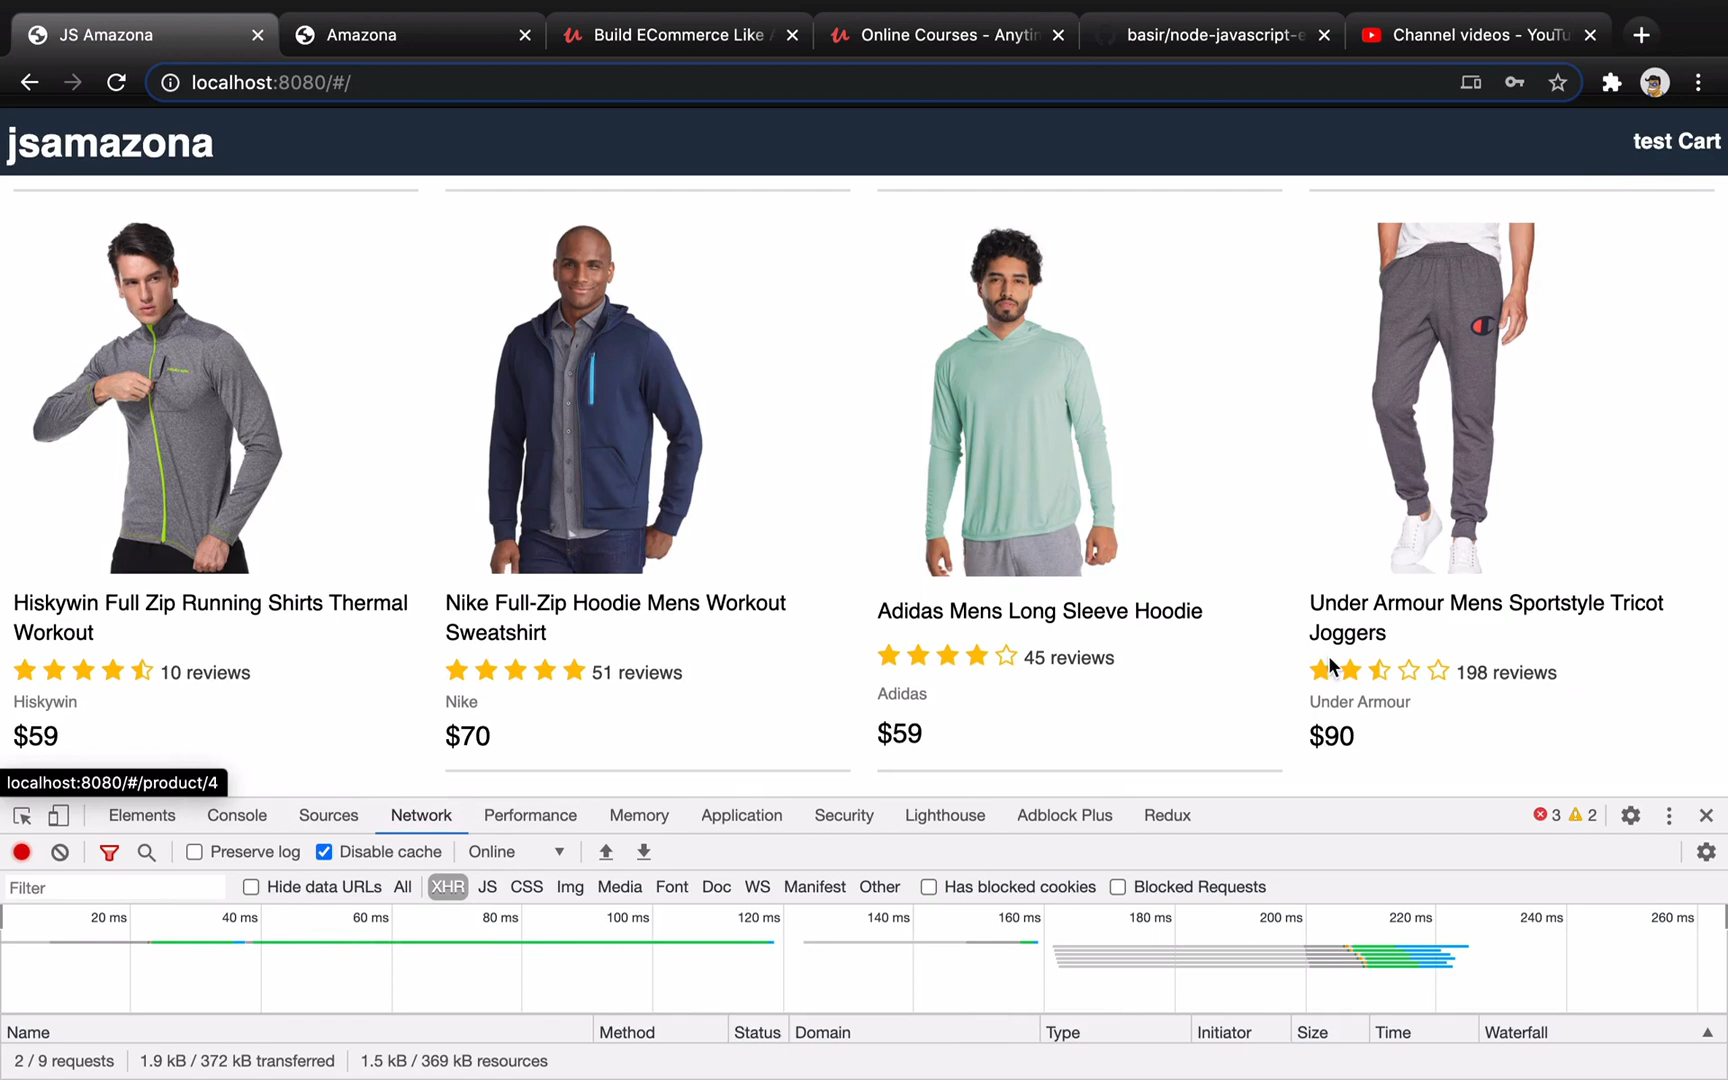 JS Amazona
Amazona
Build ECommerce Like
Online Courses - Anytin
basir/node-javascript-e
Channel videos - YouTu
localhost:8080/#/
jsamazona
test Cart
Hiskywin Full Zip Running Shirts Thermal
Workout
10 reviews
Hiskywin
$59
Nike Full-Zip Hoodie Mens Workout
Sweatshirt
51 reviews
Nike
$70
Adidas Mens Long Sleeve Hoodie
45 reviews
Adidas
$59
Under Armour Mens Sportstyle Tricot
Joggers
198 reviews
Under Armour
$90
localhost:8080/#/product/4
Elements Console Sources Network Performance Memory Application Security Lighthouse Adblock Plus Redux 3 2
Preserve log Disable cache Online
Filter Hide data URLs All XHR JS CSS Img Media Font Doc WS Manifest Other Has blocked cookies Blocked Requests
20 ms 40 ms 60 ms 80 ms 100 ms 120 ms 140 ms 160 ms 180 ms 200 ms 220 ms 240 ms 260 ms
Name Method Status Domain Type Initiator Size Time Waterfall
2 / 9 requests 1.9 kB / 372 kB transferred 1.5 kB / 369 kB resources